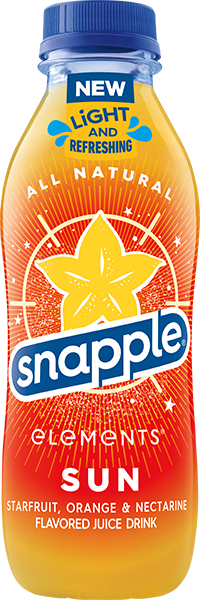 NEW
LiGHT
AND
REFRESHING
ALL NATURAL
snapple®
eLeMeNTS®
SUN
STARFRUIT, ORANGE & NECTARINE
FLAVORED JUICE DRINK